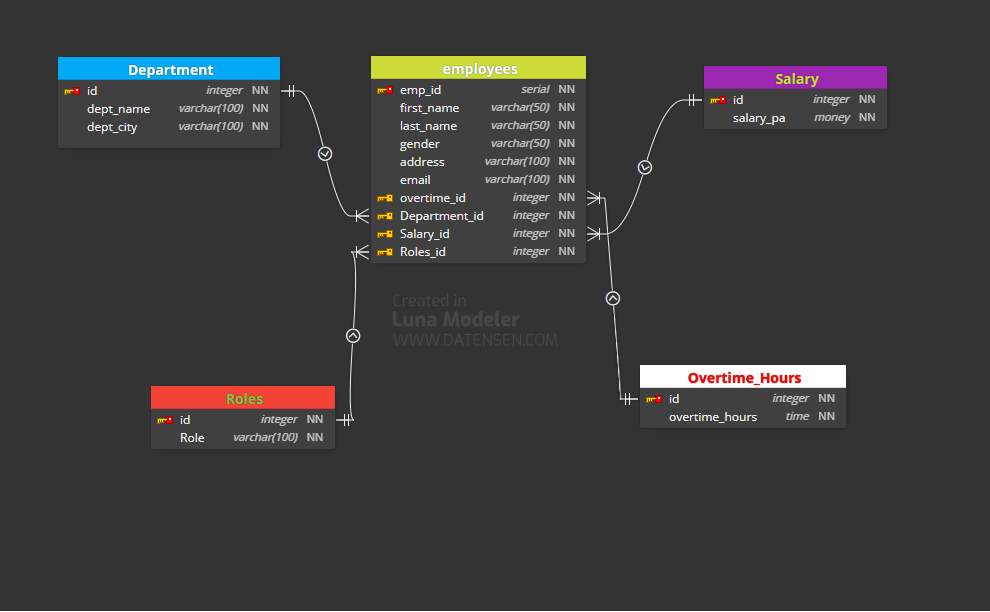 Department
id integer NN
dept_name varchar(100) NN
dept_city varchar(100) NN
employees
emp_id serial NN
first_name varchar(50) NN
last_name varchar(50) NN
gender varchar(50) NN
address varchar(100) NN
email varchar(100) NN
overtime_id integer NN
Department_id integer NN
Salary_id integer NN
Roles_id integer NN
Salary
id integer NN
salary_pa money NN
Created in
Luna Modeler
WWW.DATENSEN.COM
Roles
id integer NN
Role varchar(100) NN
Overtime_Hours
id integer NN
overtime_hours time NN